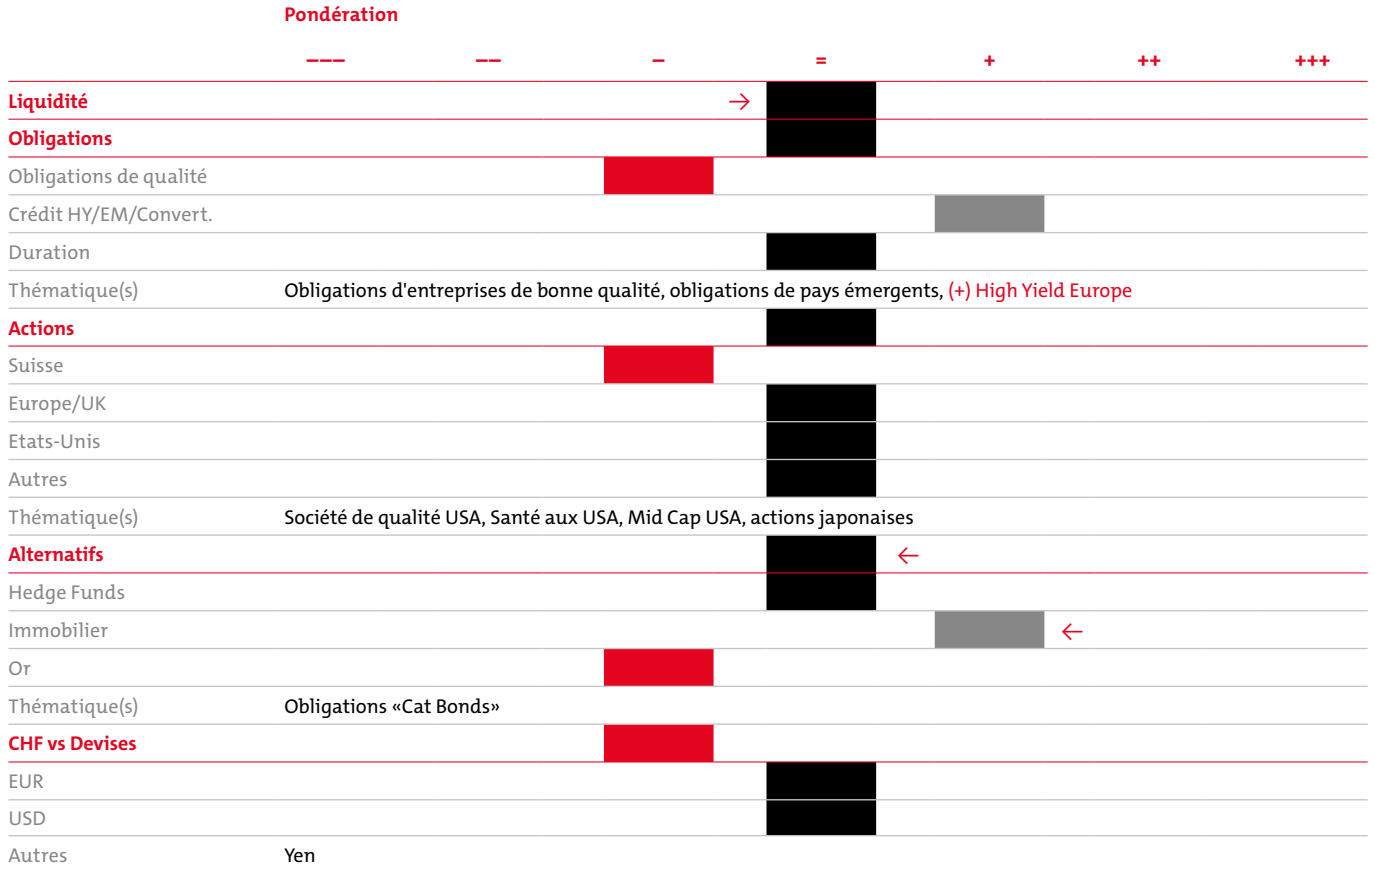 Pondération
––– –– – = + ++ +++
Liquidité →
Obligations
Obligations de qualité
Crédit HY/EM/Convert.
Duration
Thématique(s) Obligations d'entreprises de bonne qualité, obligations de pays émergents, (+) High Yield Europe
Actions
Suisse
Europe/UK
Etats-Unis
Autres
Thématique(s) Société de qualité USA, Santé aux USA, Mid Cap USA, actions japonaises
Alternatifs ←
Hedge Funds
Immobilier ←
Or
Thématique(s) Obligations «Cat Bonds»
CHF vs Devises
EUR
USD
Autres Yen